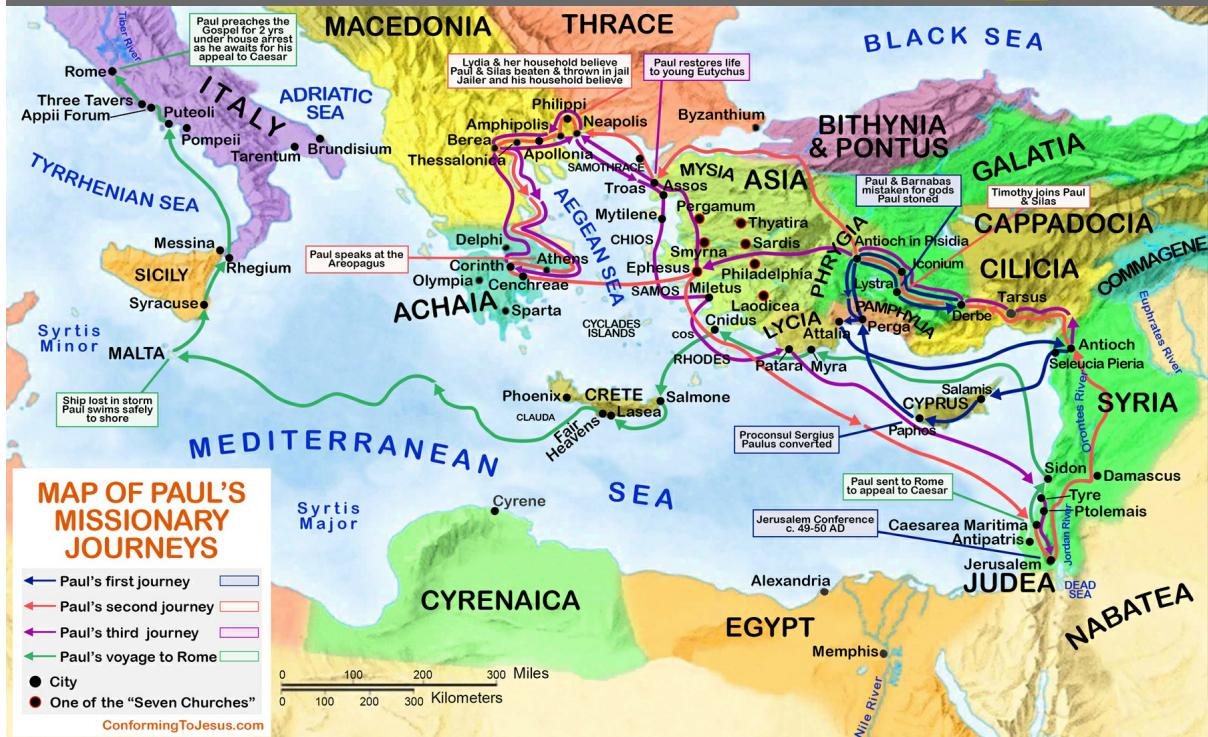 MACEDONIA
THRACE
BLACK SEA
Tiber River
Paul preaches the
Gospel for 2 yrs
under house arrest
as he awaits for his
appeal to Caesar
Rome
ITALY
ADRIATIC
SEA
Three Taverns
Appii Forum
Puteoli
Pompeii
Tarentum
Brundisium
TYRRHENIAN SEA
Lydia & her household believe
Paul & Silas beaten & thrown in jail
Jailer and his household believe
Paul restores life
to young Eutychus
Philippi
Neapolis
Amphipolis
Berea
Thessalonica
Apollonia
SAMOTHRACE
Byzanthium
BITHYNIA
& PONTUS
GALATIA
MYSIA
ASIA
Troas
Assos
Paul & Barnabas
mistaken for gods
Paul stoned
Timothy joins Paul
& Silas
CAPPADOCIA
COMMAGENE
Mytilene
Pergamum
Thyatira
AEGEAN SEA
CHIOS
Smyrna
Sardis
PHRYGIA
Antioch in Pisidia
Iconium
CILICIA
Messina
Rhegium
SICILY
Syracuse
Paul speaks at the
Areopagus
Delphi
Corinth
Athens
Olympia
Cenchreae
ACHAIA
Sparta
Ephesus
Philadelphia
SAMOS
Miletus
Laodicea
Lystra
Derbe
Tarsus
Euphrates River
CYCLADES
ISLANDS
Cnidus
LYCIA
PAMPHYLIA
Attalia
Perga
Syrtis
Minor
MALTA
COS
RHODES
Patara
Myra
Antioch
Seleucia Pieria
Ship lost in storm
Paul swims safely
to shore
Phoenix
CRETE
Salmone
CLAUDA
Lasea
Fair
Heavens
Salamis
CYPRUS
Paphos
Orontes River
SYRIA
MEDITERRANEAN
SEA
Proconsul Sergius
Paulus converted
Sidon
Damascus
Paul sent to Rome
to appeal to Caesar
Tyre
Ptolemais
Syrtis
Major
Cyrene
Jerusalem Conference
c. 49-50 AD
Caesarea Maritima
Antipatris
Jordan River
Jerusalem
JUDEA
DEAD
SEA
NABATEA
CYRENAICA
Alexandria
EGYPT
Memphis
Nile River
MAP OF PAUL'S
MISSIONARY
JOURNEYS
Paul's first journey
Paul's second journey
Paul's third journey
Paul's voyage to Rome
City
One of the "Seven Churches"
ConformingToJesus.com
0 100 200 300 Miles
0 100 200 300 Kilometers